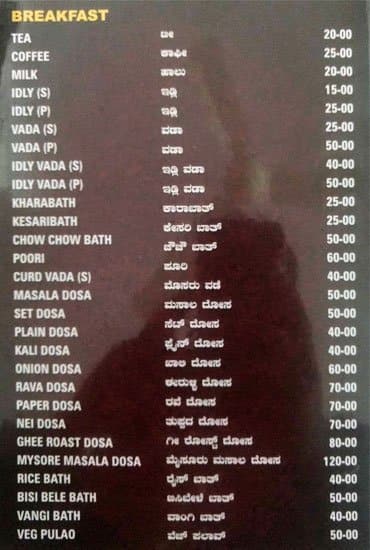 BREAKFAST
TEA ಟೀ 20-00
COFFEE ಕಾಫೀ 25-00
MILK ಹಾಲು 20-00
IDLY (S) ಇಡ್ಲಿ 15-00
IDLY (P) ಇಡ್ಲಿ 25-00
VADA (S) ವಡಾ 25-00
VADA (P) ವಡಾ 50-00
IDLY VADA (S) ಇಡ್ಲಿ ವಡಾ 40-00
IDLY VADA (P) ಇಡ್ಲಿ ವಡಾ 50-00
KHARABATH ಕಾರಾಬಾತ್ 25-00
KESARIBATH ಕೇಸರಿ ಬಾತ್ 25-00
CHOW CHOW BATH ಚೌಚೌ ಬಾತ್ 50-00
POORI ಪೂರಿ 60-00
CURD VADA (S) ಮೊಸರು ವಡೆ 40-00
MASALA DOSA ಮಸಾಲ ದೋಸ 50-00
SET DOSA ಸೆಟ್ ದೋಸ 50-00
PLAIN DOSA ಫ್ಲೈನ್ ದೋಸ 40-00
KALI DOSA ಖಾಲಿ ದೋಸ 40-00
ONION DOSA ಈರುಳ್ಳಿ ದೋಸ 60-00
RAVA DOSA ರವೆ ದೋಸ 70-00
PAPER DOSA 70-00
NEI DOSA ತುಪ್ಪದ ದೋಸ 70-00
GHEE ROAST DOSA ಗೀ ರೋಸ್ಟ್ ದೋಸ 80-00
MYSORE MASALA DOSA ಮೈಸೂರು ಮಸಾಲ ದೋಸ 120-00
RICE BATH ರೈಸ್ ಬಾತ್ 40-00
BISI BELE BATH ಬಿಸಿಬೇಳೆ ಬಾತ್ 50-00
VANGI BATH ವಾಂಗಿ ಬಾತ್ 40-00
VEG PULAO ವೆಜ್ ಪಲಾವ್ 50-00